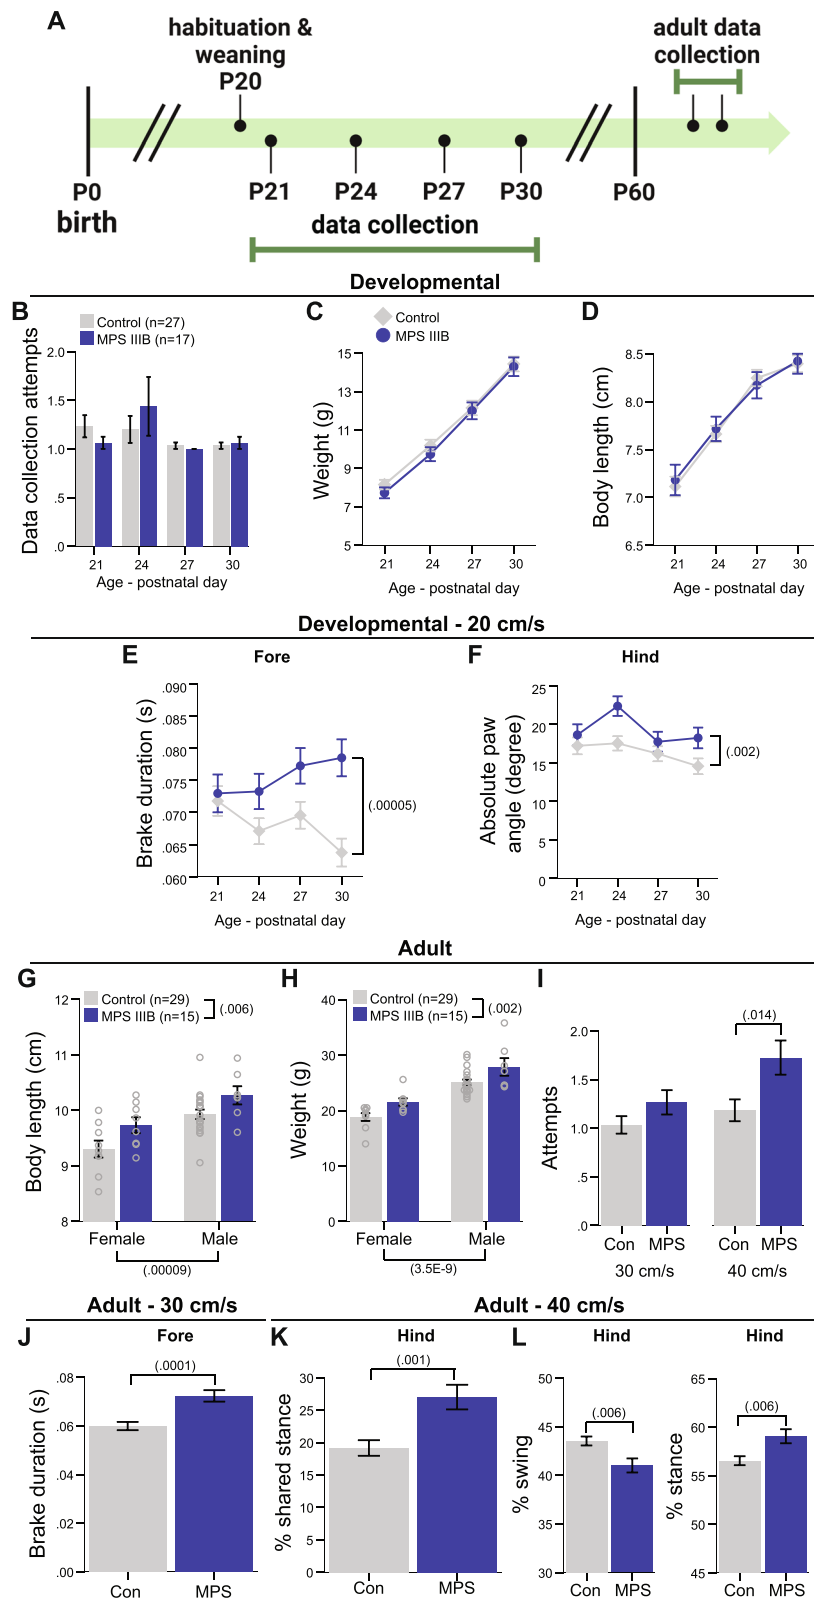 A
habituation &
weaning
P20
adult data
collection
P0
birth
P21
P24
P27
P30
P60
data collection
Developmental
B
Control (n=27)
MPS IIIB (n=17)
Data collection attempts
2.0
1.5
1.0
.5
.0
21
24
27
30
Age - postnatal day
C
Control
MPS IIIB
Weight (g)
15
13
11
9
7
5
21
24
27
30
Age - postnatal day
D
Body length (cm)
8.5
8.0
7.5
7.0
6.5
21
24
27
30
Age - postnatal day
Developmental - 20 cm/s
E
Fore
Brake duration (s)
.090
.085
.080
.075
.070
.065
.060
(.00005)
21
24
27
30
Age - postnatal day
F
Hind
Absolute paw
angle (degree)
25
20
15
10
5
0
(.002)
21
24
27
30
Age - postnatal day
Adult
G
Control (n=29)
MPS IIIB (n=15)
(.006)
Body length (cm)
12
11
10
9
8
Female
Male
(.00009)
H
Control (n=29)
MPS IIIB (n=15)
(.002)
Weight (g)
40
30
20
10
0
Female
Male
(3.5E-9)
I
Attempts
2.0
1.5
1.0
.5
.0
(.014)
Con
MPS
Con
MPS
30 cm/s
40 cm/s
Adult - 30 cm/s
Adult - 40 cm/s
J
Fore
Brake duration (s)
.08
.06
.04
.02
.00
(.0001)
Con
MPS
K
Hind
% shared stance
30
25
20
15
10
5
0
(.001)
Con
MPS
L
Hind
% swing
50
45
40
35
30
(.006)
Con
MPS
Hind
% stance
65
60
55
50
45
(.006)
Con
MPS